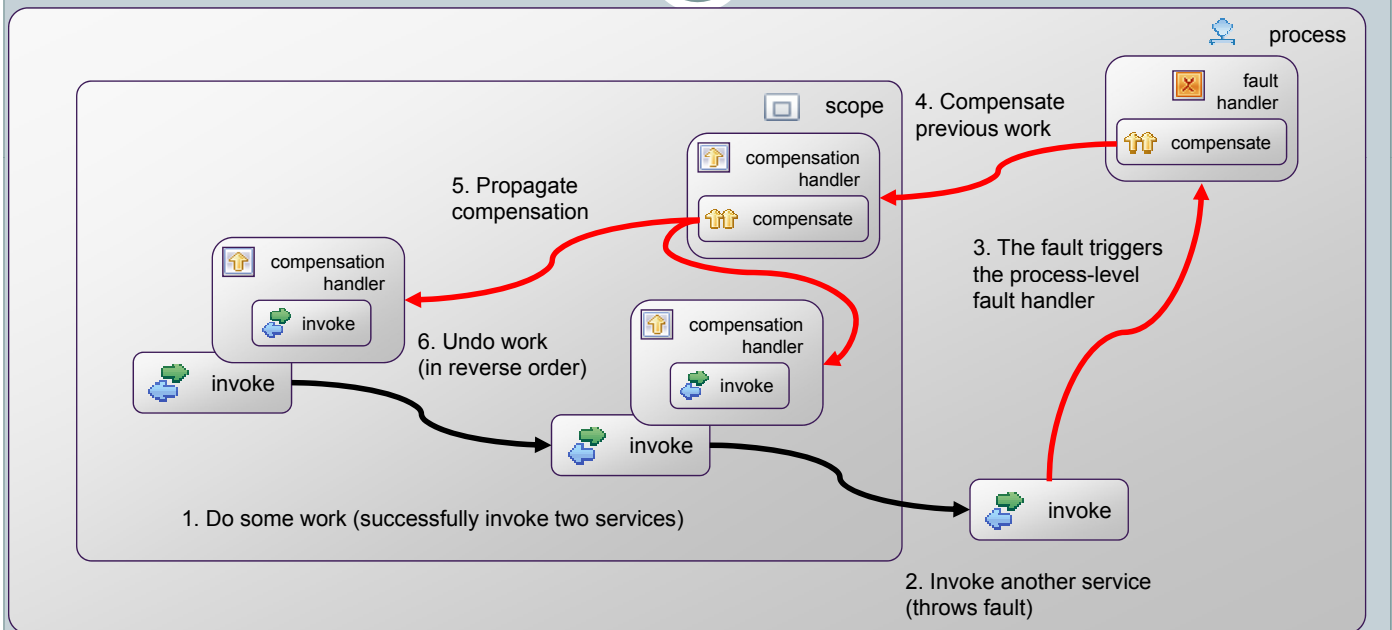 process
fault
handler
compensate
scope
4. Compensate
previous work
compensation
handler
compensate
5. Propagate
compensation
3. The fault triggers
the process-level
fault handler
compensation
handler
invoke
6. Undo work
(in reverse order)
compensation
handler
invoke
invoke
invoke
invoke
1. Do some work (successfully invoke two services)
2. Invoke another service
(throws fault)